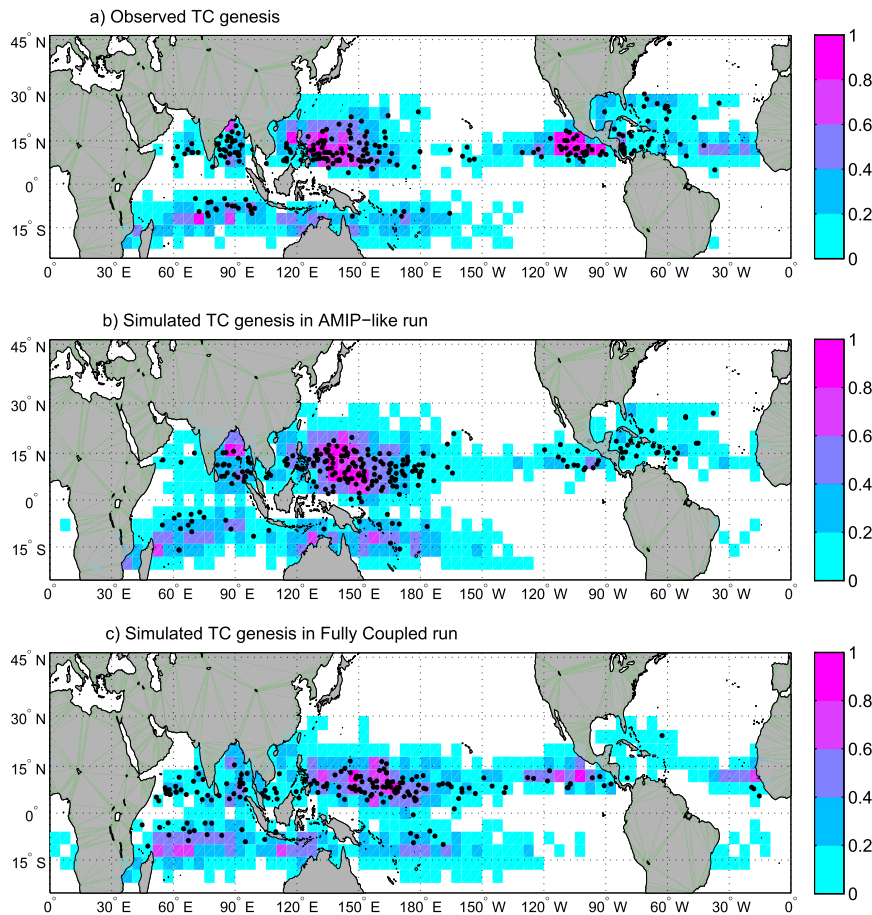 a) Observed TC genesis
45° N
30° N
15° N
0°
15° S
0° 30° E 60° E 90° E 120° E 150° E 180° E 150° W 120° W 90° W 60° W 30° W 0°
1
0.8
0.6
0.4
0.2
0
b) Simulated TC genesis in AMIP−like run
45° N
30° N
15° N
0°
15° S
0° 30° E 60° E 90° E 120° E 150° E 180° E 150° W 120° W 90° W 60° W 30° W 0°
1
0.8
0.6
0.4
0.2
0
c) Simulated TC genesis in Fully Coupled run
45° N
30° N
15° N
0°
15° S
0° 30° E 60° E 90° E 120° E 150° E 180° E 150° W 120° W 90° W 60° W 30° W 0°
1
0.8
0.6
0.4
0.2
0